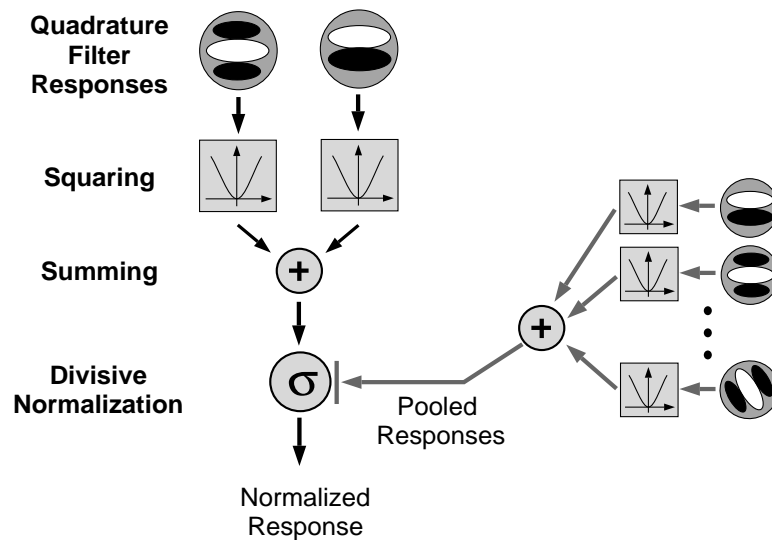 Quadrature
Filter
Responses
Squaring
Summing
+
+
Divisive
Normalization
σ
Pooled
Responses
Normalized
Response